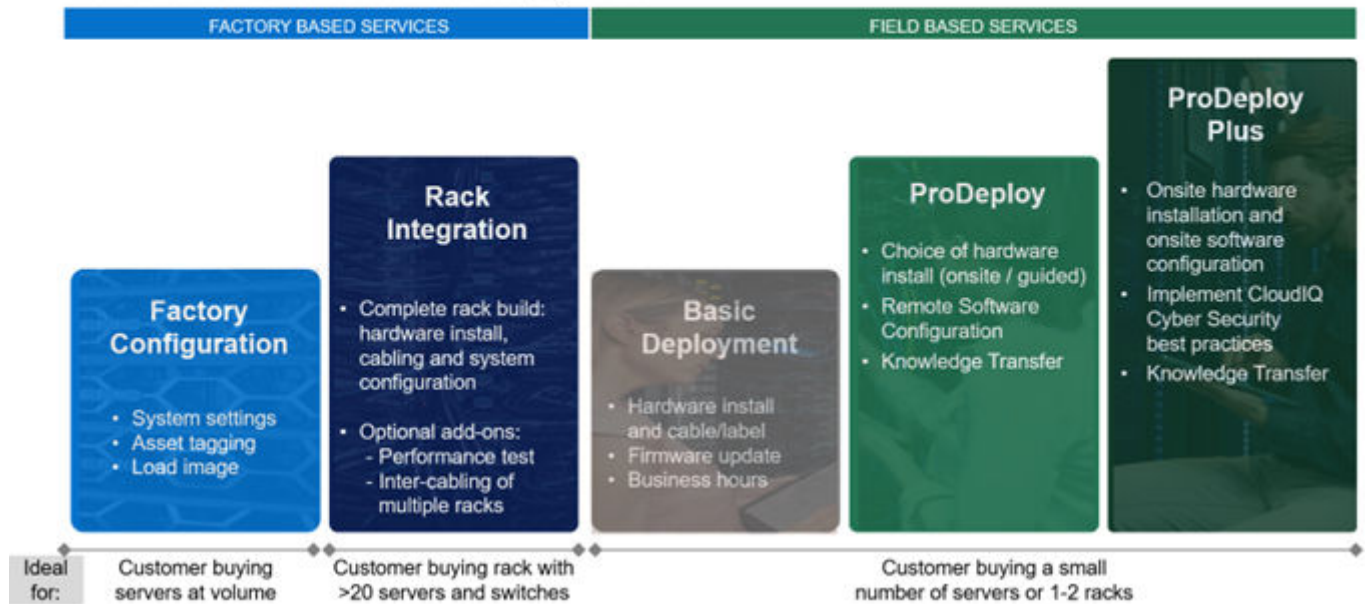 FACTORY BASED SERVICES
FIELD BASED SERVICES
Factory
Configuration
• System settings
• Asset tagging
• Load image
Rack
Integration
• Complete rack build:
hardware install,
cabling and system
configuration
• Optional add-ons:
- Performance test
- Inter-cabling of
multiple racks
Basic
Deployment
• Hardware install
and cable/label
• Firmware update
• Business hours
ProDeploy
• Choice of hardware
install (onsite / guided)
• Remote Software
Configuration
• Knowledge Transfer
ProDeploy
Plus
• Onsite hardware
installation and
onsite software
configuration
• Implement CloudIQ
Cyber Security
best practices
• Knowledge Transfer
Ideal
for:
Customer buying
servers at volume
Customer buying rack with
>20 servers and switches
Customer buying a small
number of servers or 1-2 racks